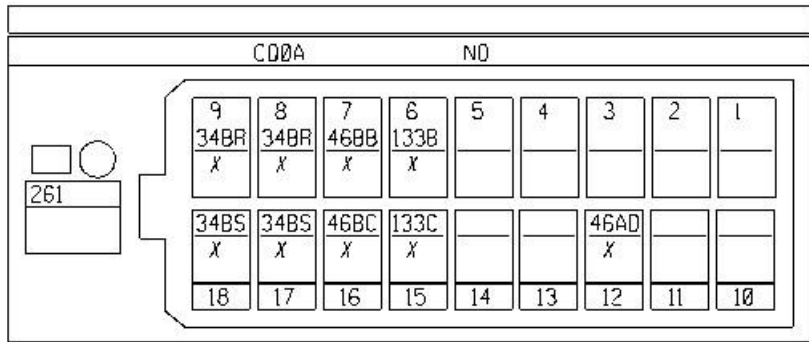 CQ0A NO
9 8 7 6 5 4 3 2 1
34BR 34BR 46BB 133B
X X X X
261
34BS 34BS 46BC 133C 46AD
X X X X X
18 17 16 15 14 13 12 11 10